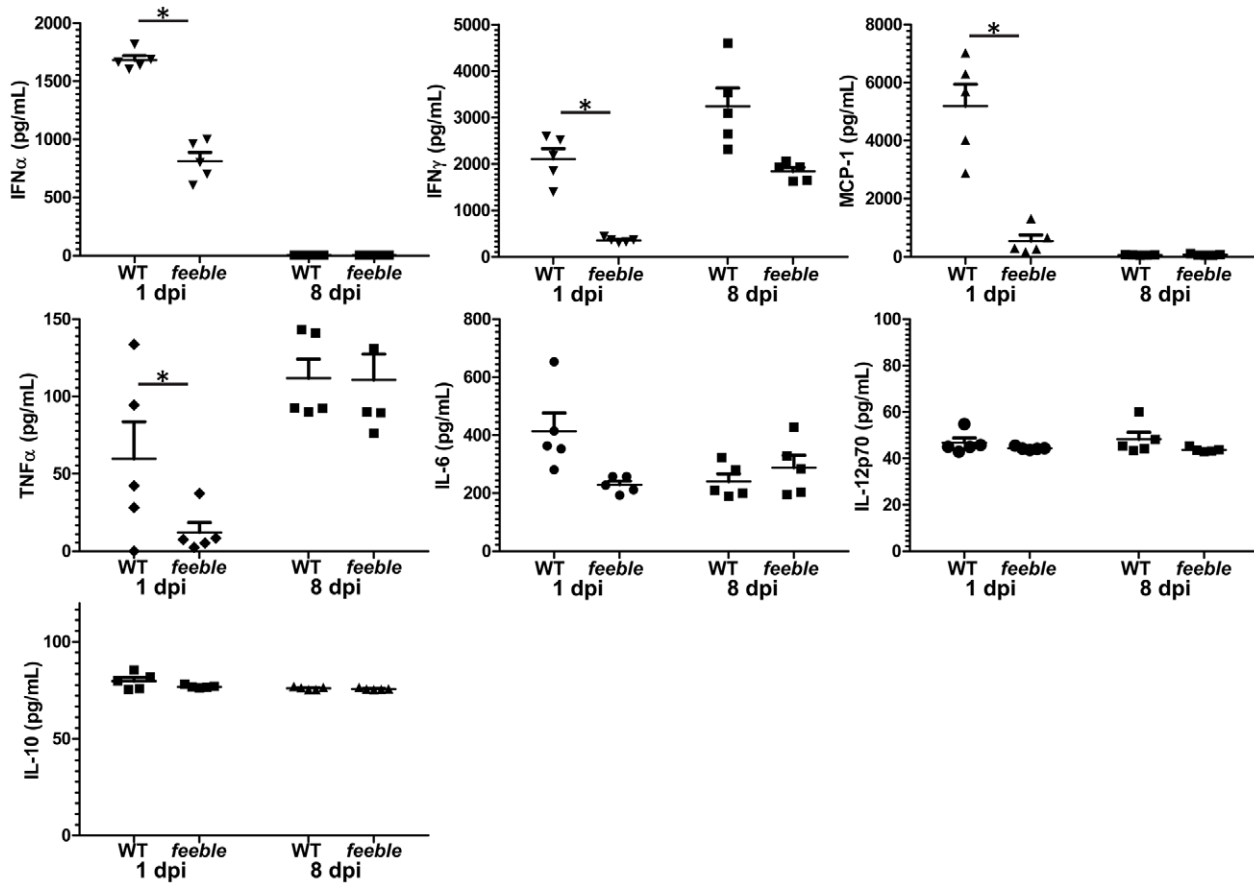 IFNα (pg/mL)
2000
1500
1000
500
0
*
WT feeble WT feeble
1 dpi 8 dpi
IFNγ (pg/mL)
5000
4000
3000
2000
1000
0
*
WT feeble WT feeble
1 dpi 8 dpi
MCP-1 (pg/mL)
8000
6000
4000
2000
0
*
WT feeble WT feeble
1 dpi 8 dpi
TNFα (pg/mL)
150
100
50
0
*
WT feeble WT feeble
1 dpi 8 dpi
IL-6 (pg/mL)
800
600
400
200
0
WT feeble WT feeble
1 dpi 8 dpi
IL-12p70 (pg/mL)
100
80
60
40
20
0
WT feeble WT feeble
1 dpi 8 dpi
IL-10 (pg/mL)
100
50
0
WT feeble WT feeble
1 dpi 8 dpi